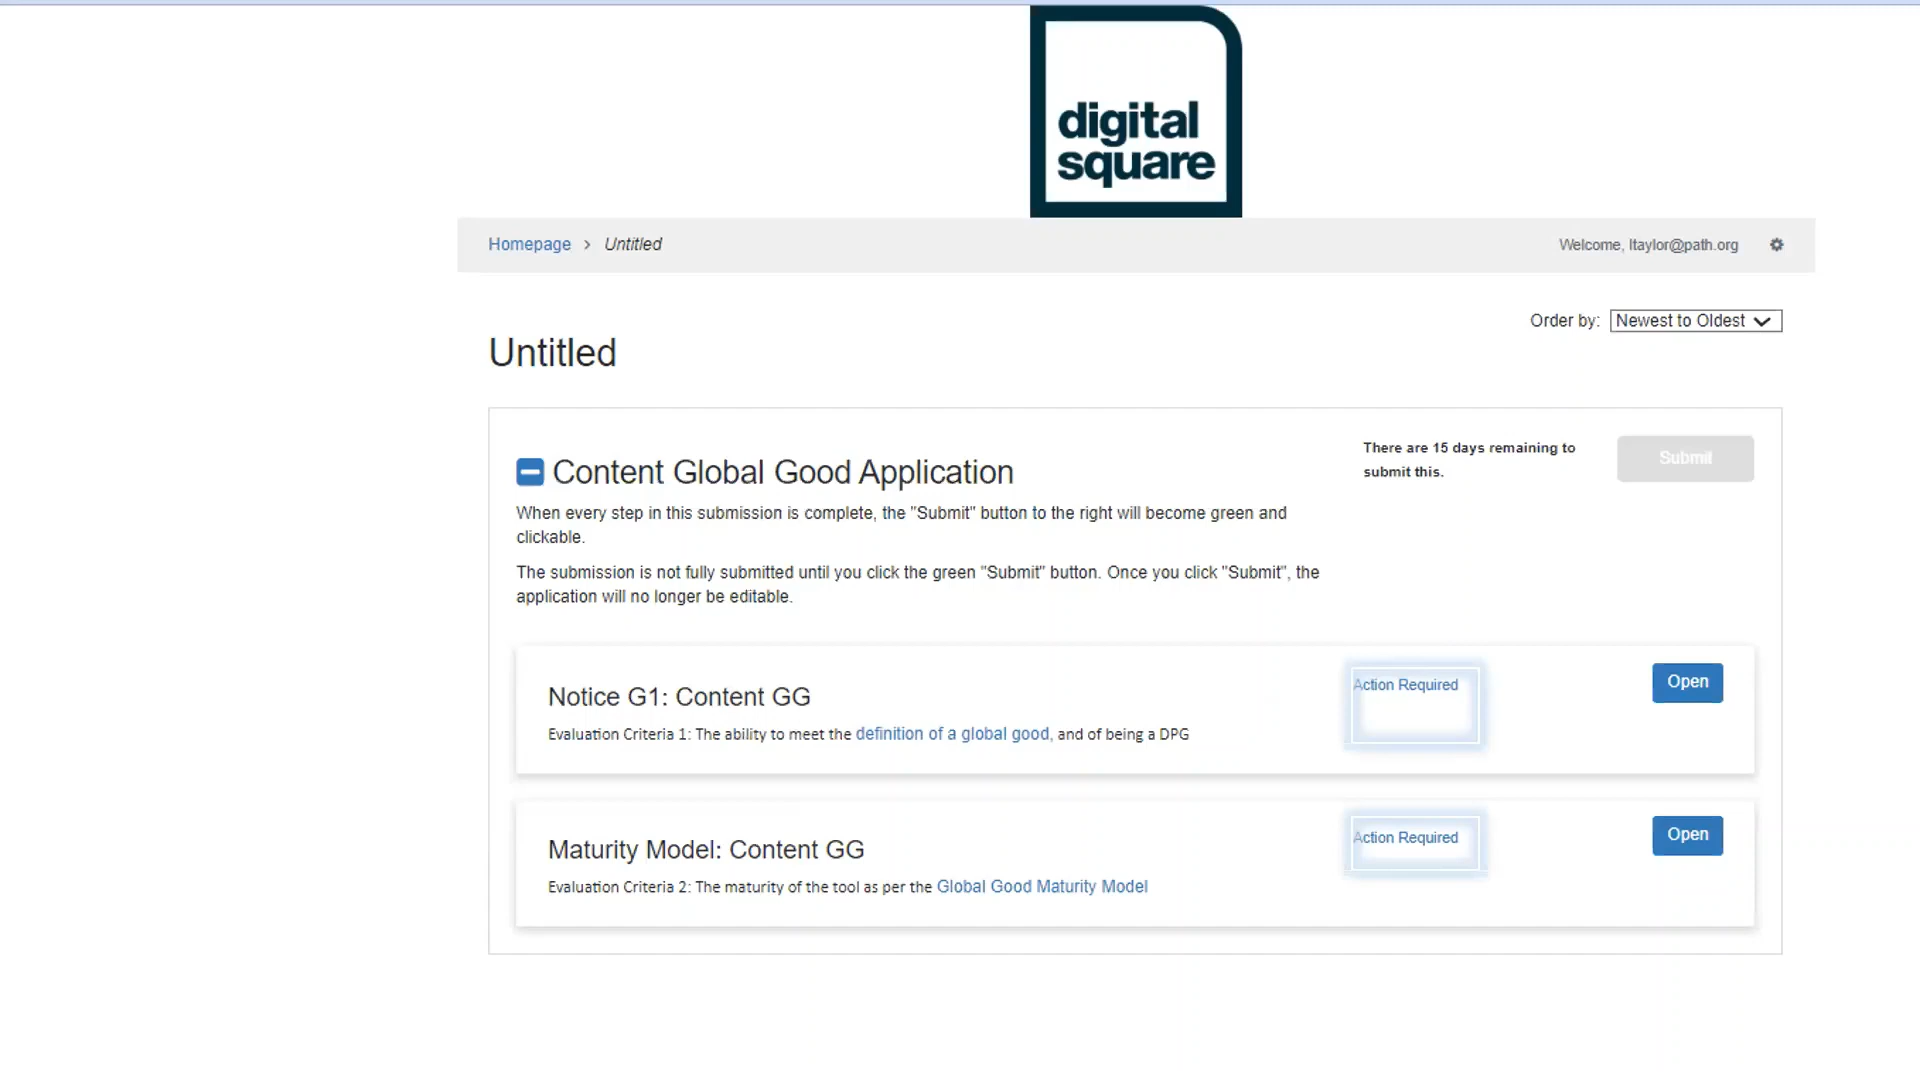 digital
square
Homepage > Untitled
Welcome, ltaylor@path.org
Order by: Newest to Oldest
Untitled
Content Global Good Application
There are 15 days remaining to
submit this.
Submit
When every step in this submission is complete, the "Submit" button to the right will become green and
clickable.
The submission is not fully submitted until you click the green "Submit" button. Once you click "Submit", the
application will no longer be editable.
Notice G1: Content GG
Action Required
Open
Evaluation Criteria 1: The ability to meet the definition of a global good, and of being a DPG
Maturity Model: Content GG
Action Required
Open
Evaluation Criteria 2: The maturity of the tool as per the Global Good Maturity Model